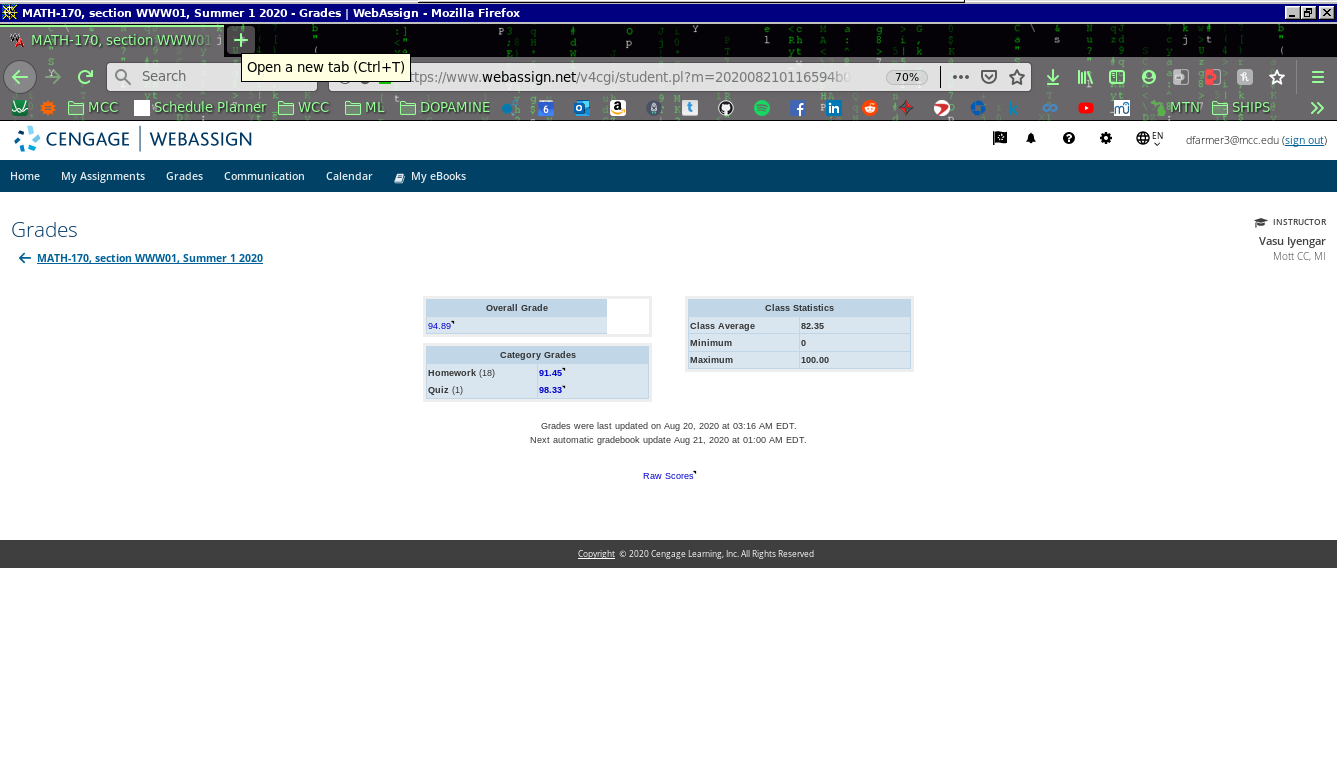 MATH-170, section WWW01, Summer 1 2020 - Grades | WebAssign - Mozilla Firefox
MATH-170, section WWW01
Open a new tab (Ctrl+T)
Search
ttps://www.webassign.net/v4cgi/student.pl?m=202008210116594b0
70%
MCC
Schedule Planner
WCC
ML
DOPAMINE
MTN
SHIPS
CENGAGE | WEBASSIGN
EN
dfarmer3@mcc.edu (sign out)
Home My Assignments Grades Communication Calendar My eBooks
Grades
INSTRUCTOR
Vasu Iyengar
Mott CC, MI
MATH-170, section WWW01, Summer 1 2020
Overall Grade
94.89
Category Grades
Homework (18) 91.45
Quiz (1) 98.33
Class Statistics
Class Average 82.35
Minimum 0
Maximum 100.00
Grades were last updated on Aug 20, 2020 at 03:16 AM EDT.
Next automatic gradebook update Aug 21, 2020 at 01:00 AM EDT.
Raw Scores
Copyright © 2020 Cengage Learning, Inc. All Rights Reserved